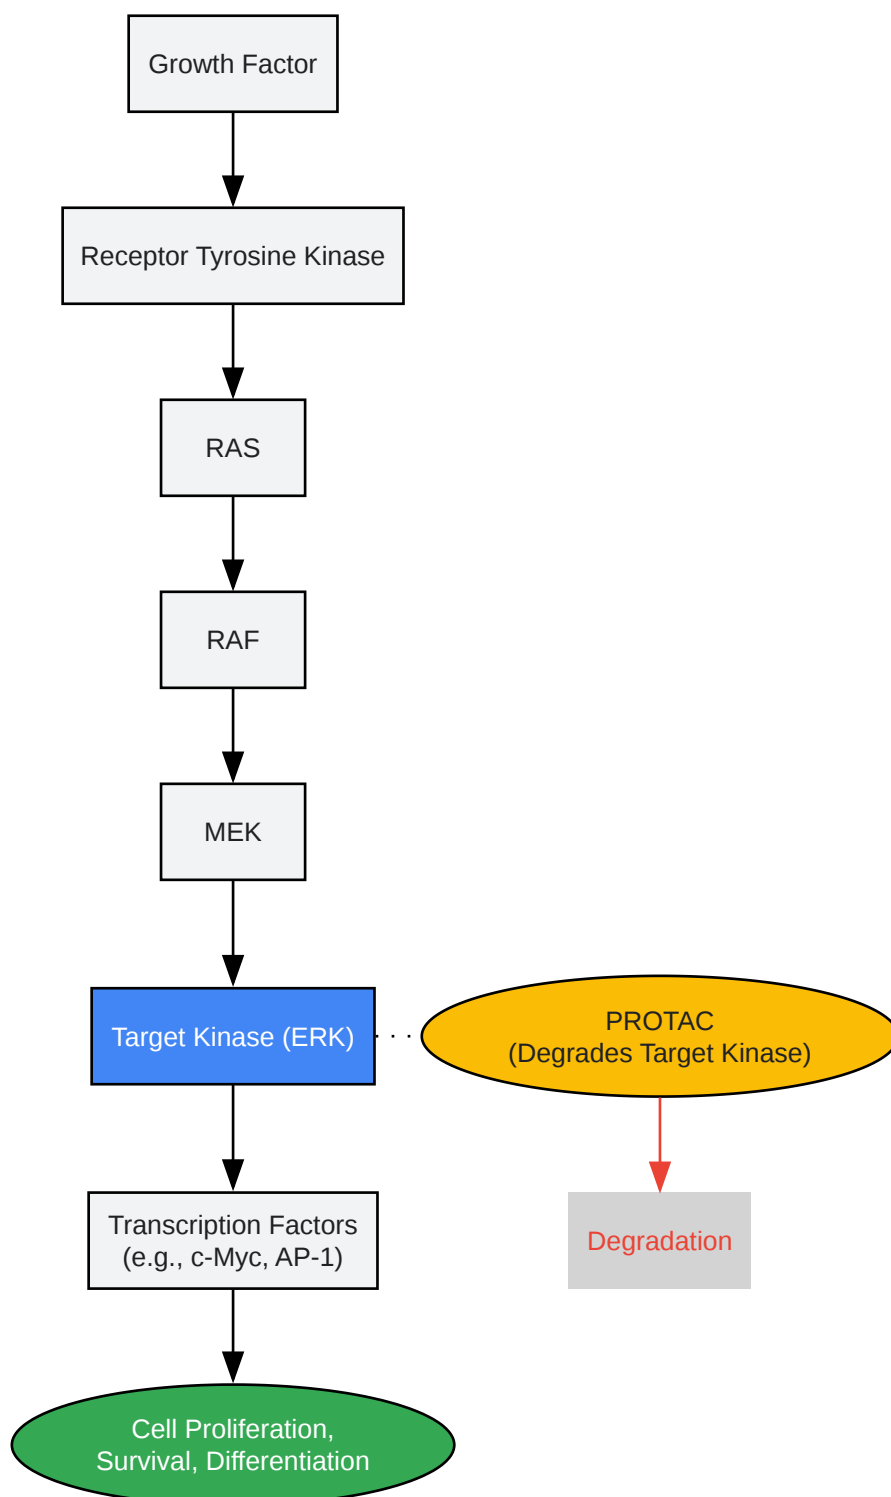 Growth Factor
Receptor Tyrosine Kinase
RAS
RAF
MEK
Target Kinase (ERK)
PROTAC
(Degrades Target Kinase)
Transcription Factors
(e.g., c-Myc, AP-1)
Degradation
Cell Proliferation,
Survival, Differentiation